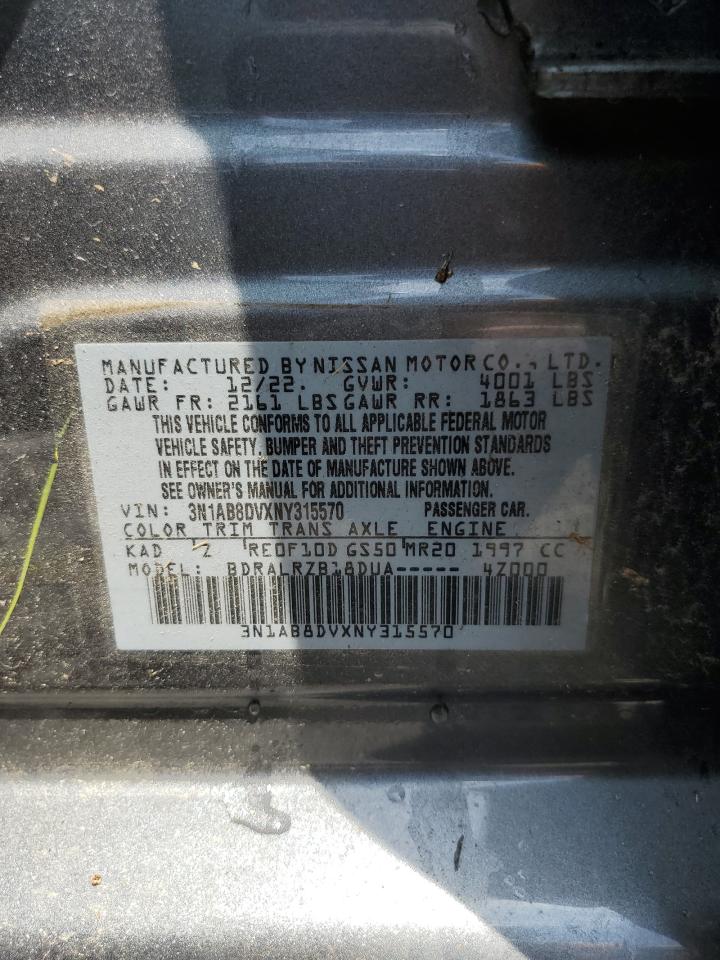 MANUFACTURED BY NISSAN MOTOR CO., LTD.
DATE: 12/22. GVWR: 4001 LBS
GAWR FR: 2161 LBS GAWR RR: 1863 LBS
THIS VEHICLE CONFORMS TO ALL APPLICABLE FEDERAL MOTOR
VEHICLE SAFETY, BUMPER AND THEFT PREVENTION STANDARDS
IN EFFECT ON THE DATE OF MANUFACTURE SHOWN ABOVE.
SEE OWNER'S MANUAL FOR ADDITIONAL INFORMATION.
VIN: 3N1AB8DVXNY315570 PASSENGER CAR.
COLOR TRIM TRANS AXLE ENGINE
KAD Z RE0F10D GS50 MR20 1997 CC
MODEL: BDRALRZB18DUA----- 4Z000
3N1AB8DVXNY315570